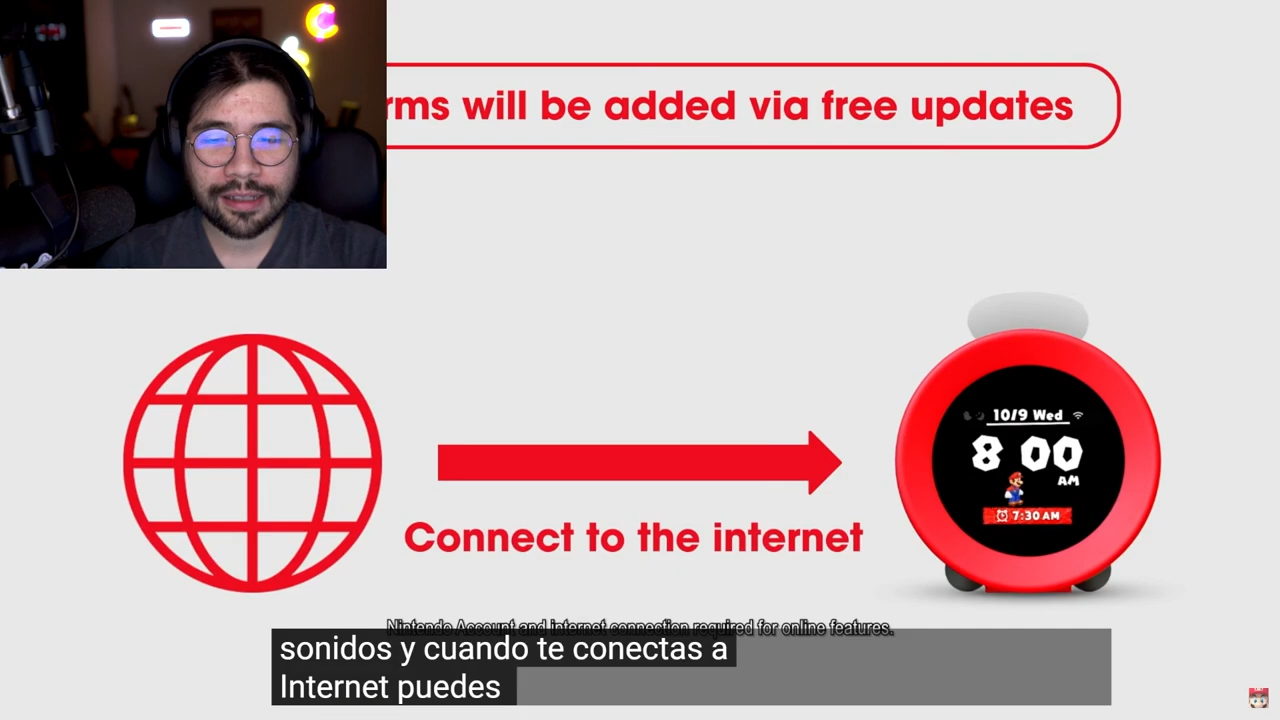 rms will be added via free updates
10/9 Wed
8 00
AM
7:30 AM
Connect to the internet
Nintendo Account and internet connection required for online features.
sonidos y cuando te conectas a
Internet puedes